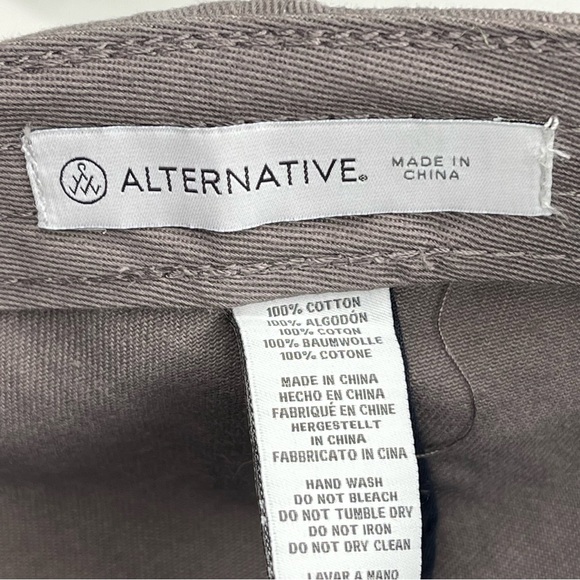 ALTERNATIVE®
MADE IN
CHINA
100% COTTON
100% ALGODÓN
100% COTON
100% BAUMWOLLE
100% COTONE
MADE IN CHINA
HECHO EN CHINA
FABRIQUÉ EN CHINE
HERGESTELLT
IN CHINA
FABBRICATO IN CINA
HAND WASH
DO NOT BLEACH
DO NOT TUMBLE DRY
DO NOT IRON
DO NOT DRY CLEAN
LAVAR A MANO